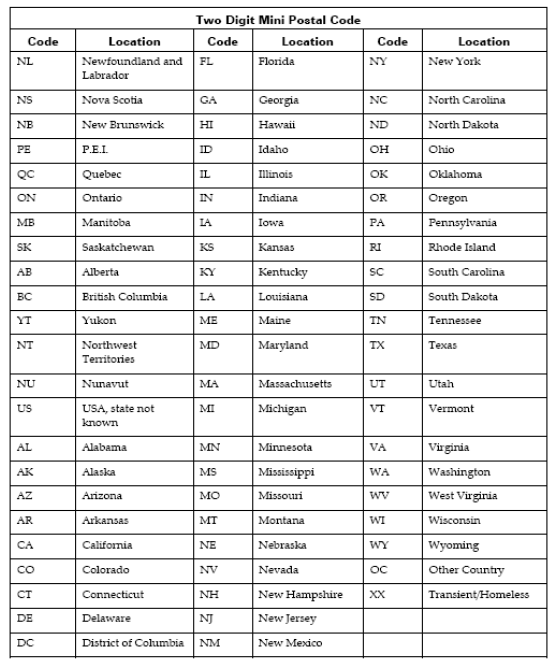 Two Digit Mini Postal Code
Code Location Code Location Code Location
NL Newfoundland and Labrador FL Florida NY New York
NS Nova Scotia GA Georgia NC North Carolina
NB New Brunswick HI Hawaii ND North Dakota
PE P.E.I. ID Idaho OH Ohio
QC Quebec IL Illinois OK Oklahoma
ON Ontario IN Indiana OR Oregon
MB Manitoba IA Iowa PA Pennsylvania
SK Saskatchewan KS Kansas RI Rhode Island
AB Alberta KY Kentucky SC South Carolina
BC British Columbia LA Louisiana SD South Dakota
YT Yukon ME Maine TN Tennessee
NT Northwest Territories MD Maryland TX Texas
NU Nunavut MA Massachusetts UT Utah
US USA, state not known MI Michigan VT Vermont
AL Alabama MN Minnesota VA Virginia
AK Alaska MS Mississippi WA Washington
AZ Arizona MO Missouri WV West Virginia
AR Arkansas MT Montana WI Wisconsin
CA California NE Nebraska WY Wyoming
CO Colorado NV Nevada OC Other Country
CT Connecticut NH New Hampshire XX Transient/Homeless
DE Delaware NJ New Jersey
DC District of Columbia NM New Mexico